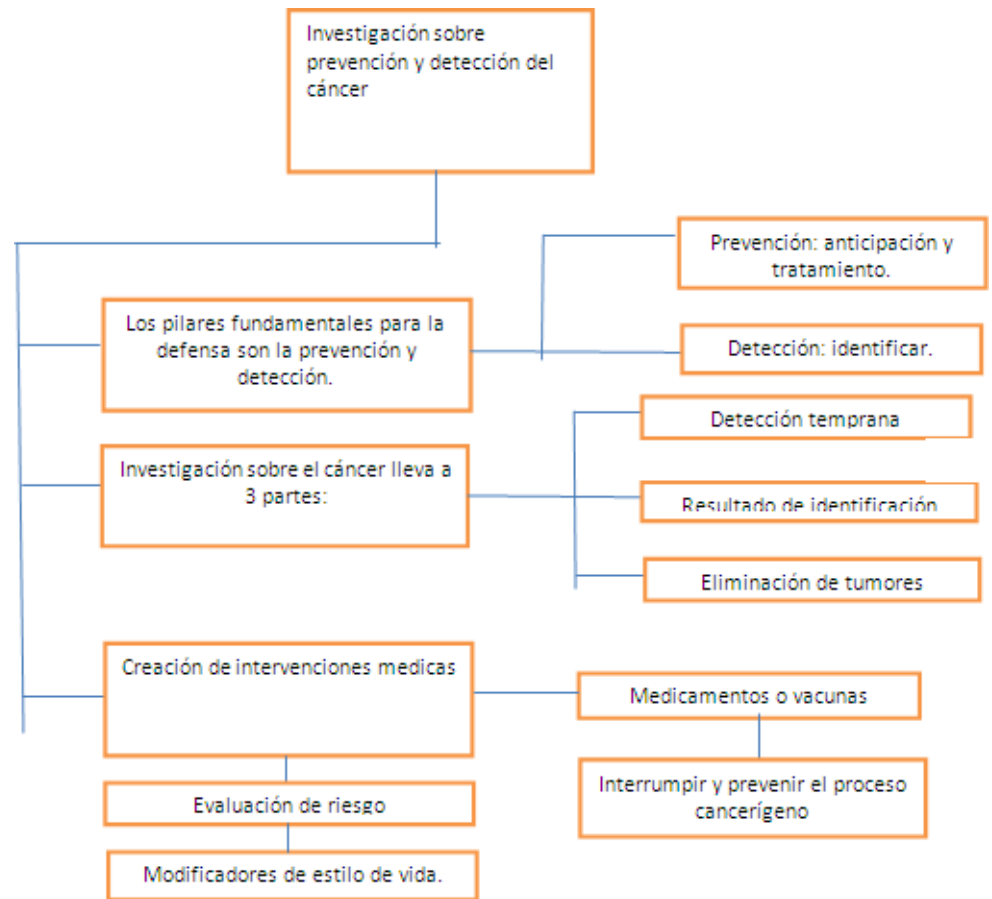 Investigación sobre
prevención y detección del
cáncer
Prevención: anticipación y
tratamiento.
Los pilares fundamentales para la
defensa son la prevención y
detección.
Detección: identificar.
Detección temprana
Investigación sobre el cáncer lleva a
3 partes:
Resultado de identificación
Eliminación de tumores
Creación de intervenciones medicas
Medicamentos o vacunas
Interrumpir y prevenir el proceso
cancerígeno
Evaluación de riesgo
Modificadores de estilo de vida.